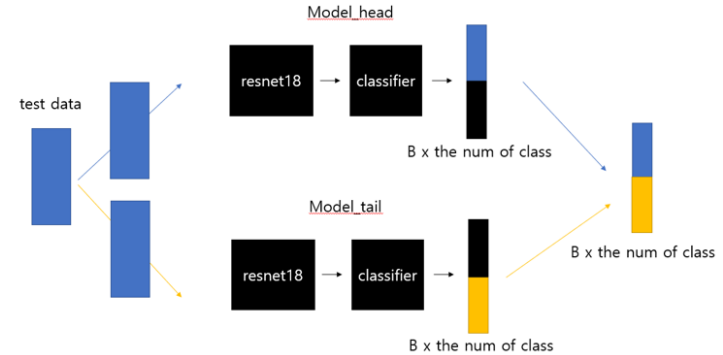 Model_head
resnet18
classifier
test data
B x the num of class
Model_tail
resnet18
classifier
B x the num of class
B x the num of class